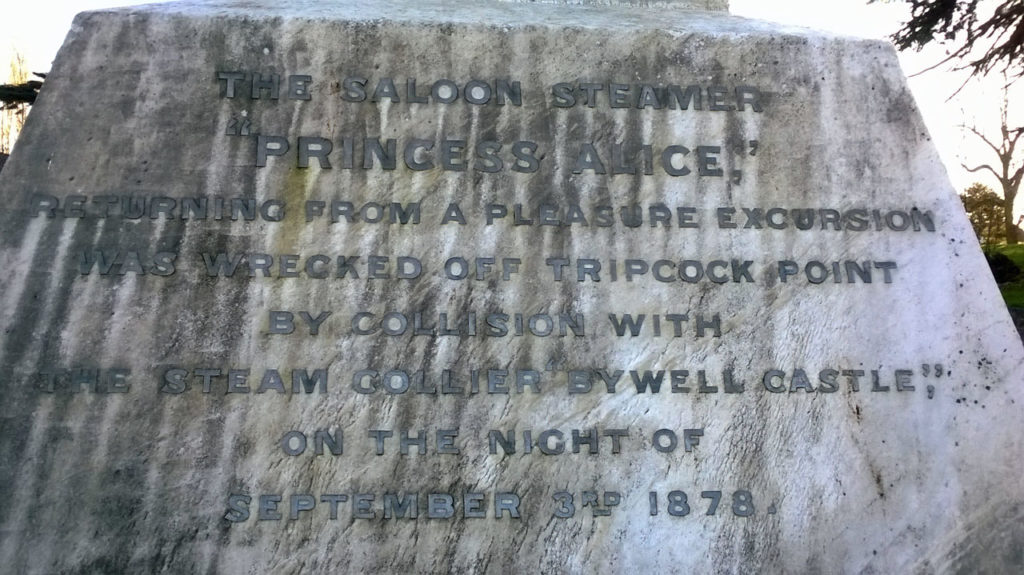 THE SALOON STEAMER
"PRINCESS ALICE,"
RETURNING FROM A PLEASURE EXCURSION
WAS WRECKED OFF TRIPCOCK POINT
BY COLLISION WITH
THE STEAM COLLIER "BYWELL CASTLE,"
ON THE NIGHT OF
SEPTEMBER 3RD 1878.